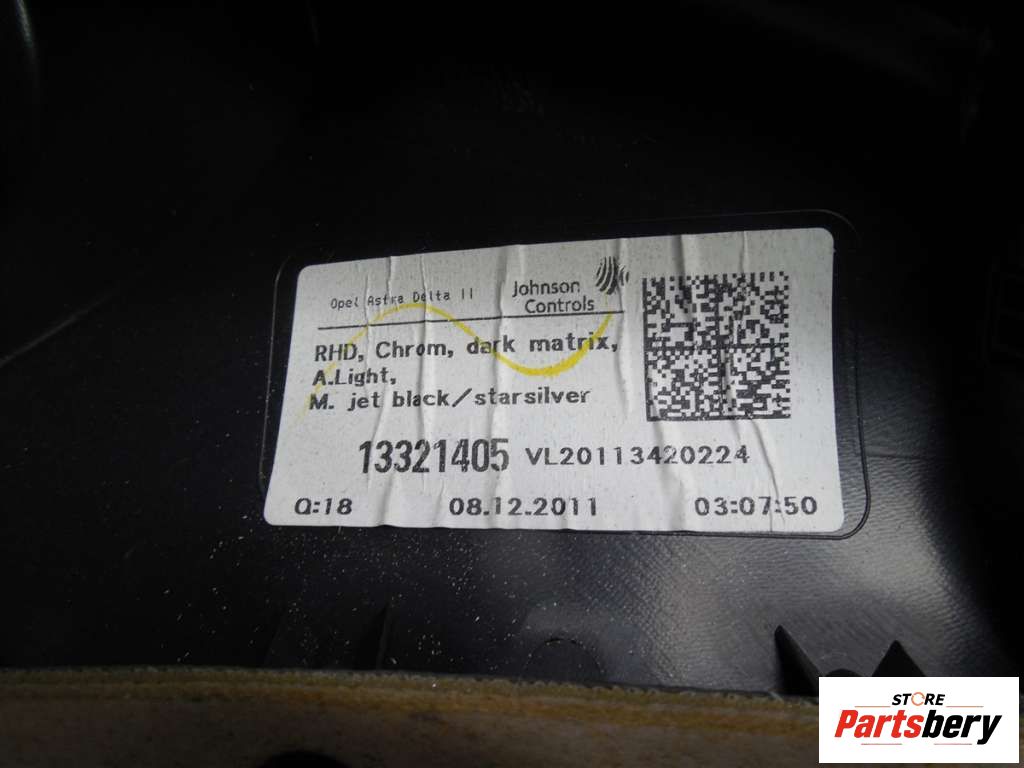 Opel Astra Delta II
Johnson
Controls
RHD, Chrom, dark matrix,
A.Light,
M. jet black/starsilver
13321405 VL20113420224
Q:18 08.12.2011 03:07:50
STORE
Partsbery